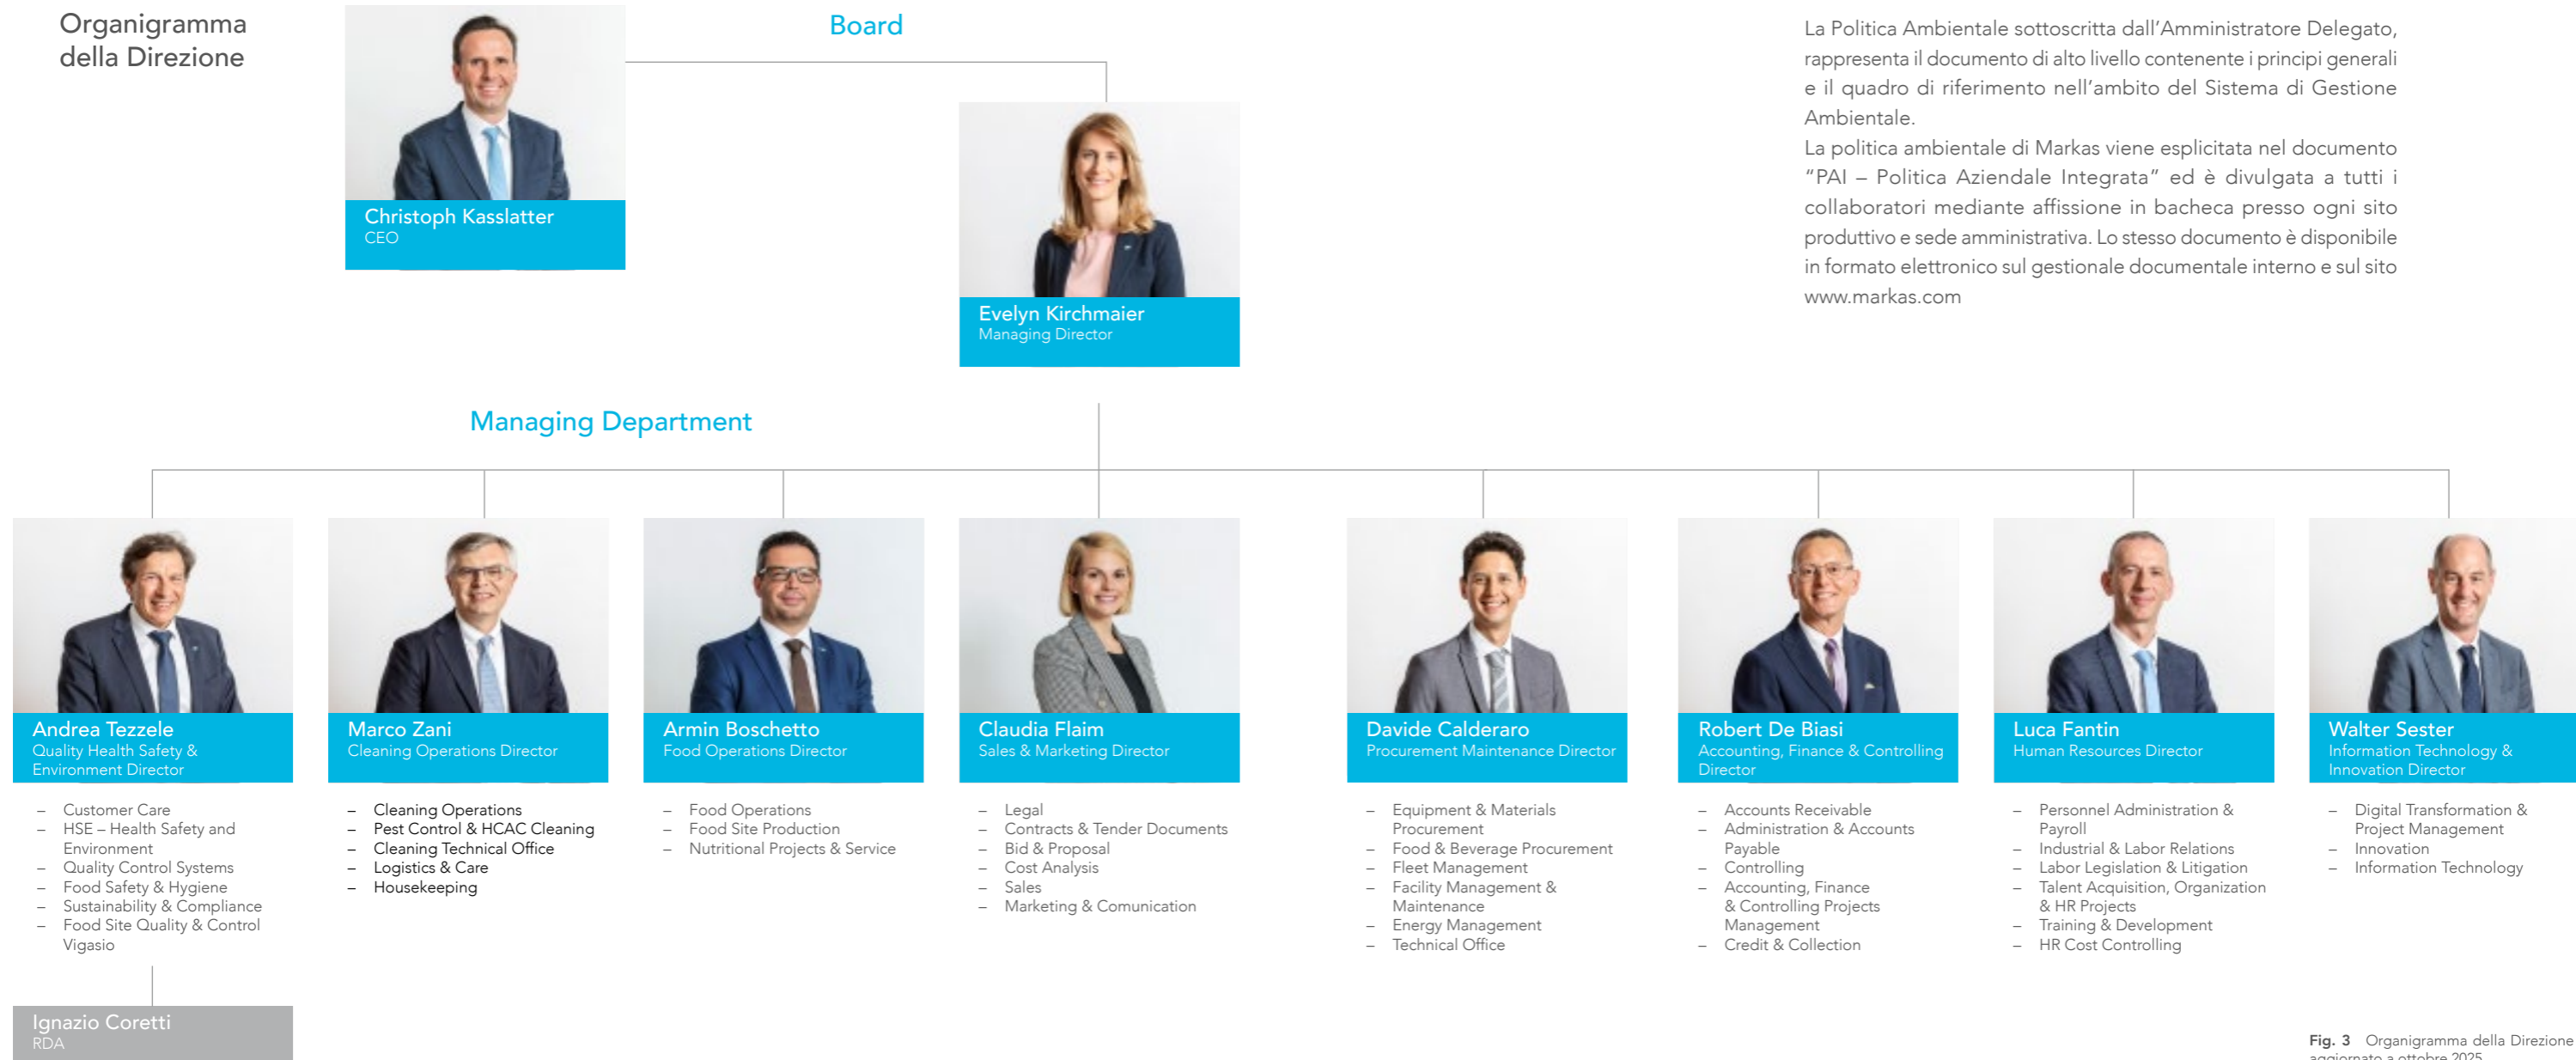 Organigramma
della Direzione
Board
Christoph Kasslatter
CEO
Evelyn Kirchmaier
Managing Director
La Politica Ambientale sottoscritta dall'Amministratore Delegato,
rappresenta il documento di alto livello contenente i principi generali
e il quadro di riferimento nell'ambito del Sistema di Gestione
Ambientale.
La politica ambientale di Markas viene esplicitata nel documento
"PAI – Politica Aziendale Integrata" ed è divulgata a tutti i
collaboratori mediante affissione in bacheca presso ogni sito
produttivo e sede amministrativa. Lo stesso documento è disponibile
in formato elettronico sul gestionale documentale interno e sul sito
www.markas.com
Managing Department
Andrea Tezzele
Quality Health Safety &
Environment Director
– Customer Care
– HSE – Health Safety and
Environment
– Quality Control Systems
– Food Safety & Hygiene
– Sustainability & Compliance
– Food Site Quality & Control
Vigasio
Ignazio Coretti
RDA
Marco Zani
Cleaning Operations Director
– Cleaning Operations
– Pest Control & HCAC Cleaning
– Cleaning Technical Office
– Logistics & Care
– Housekeeping
Armin Boschetto
Food Operations Director
– Food Operations
– Food Site Production
– Nutritional Projects & Service
Claudia Flaim
Sales & Marketing Director
– Legal
– Contracts & Tender Documents
– Bid & Proposal
– Cost Analysis
– Sales
– Marketing & Comunication
Davide Calderaro
Procurement Maintenance Director
– Equipment & Materials
Procurement
– Food & Beverage Procurement
– Fleet Management
– Facility Management &
Maintenance
– Energy Management
– Technical Office
Robert De Biasi
Accounting, Finance & Controlling
Director
– Accounts Receivable
– Administration & Accounts
Payable
– Controlling
– Accounting, Finance
& Controlling Projects
Management
– Credit & Collection
Luca Fantin
Human Resources Director
– Personnel Administration &
Payroll
– Industrial & Labor Relations
– Labor Legislation & Litigation
– Talent Acquisition, Organization
& HR Projects
– Training & Development
– HR Cost Controlling
Walter Sester
Information Technology &
Innovation Director
– Digital Transformation &
Project Management
– Innovation
– Information Technology
Fig. 3 Organigramma della Direzione
aggiornato a ottobre 2025